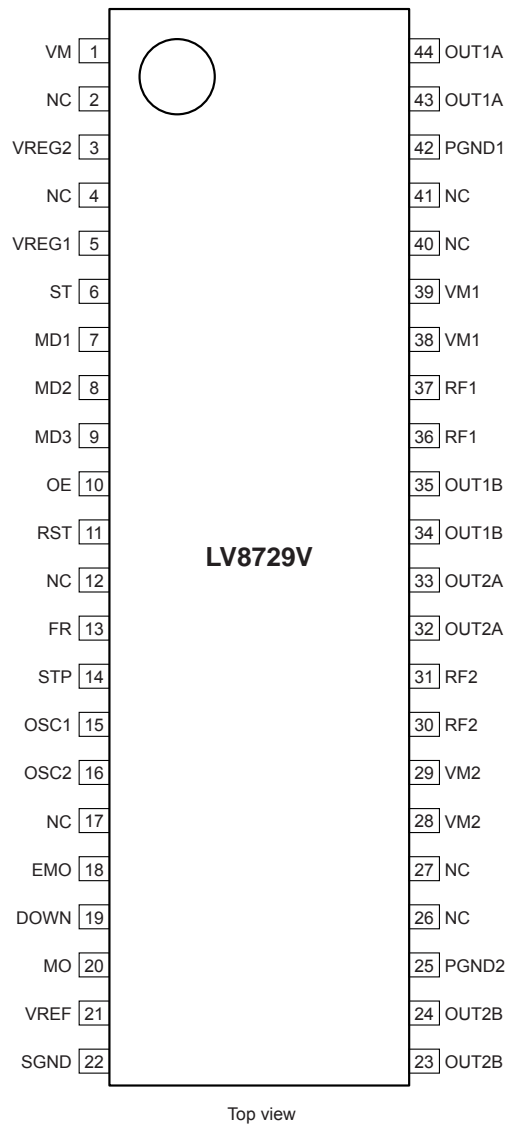 VM 1 44 OUT1A
NC 2 43 OUT1A
VREG2 3 42 PGND1
NC 4 41 NC
VREG1 5 40 NC
ST 6 39 VM1
MD1 7 38 VM1
MD2 8 37 RF1
MD3 9 36 RF1
OE 10 35 OUT1B
RST 11 34 OUT1B
LV8729V
NC 12 33 OUT2A
FR 13 32 OUT2A
STP 14 31 RF2
OSC1 15 30 RF2
OSC2 16 29 VM2
NC 17 28 VM2
EMO 18 27 NC
DOWN 19 26 NC
MO 20 25 PGND2
VREF 21 24 OUT2B
SGND 22 23 OUT2B
Top view